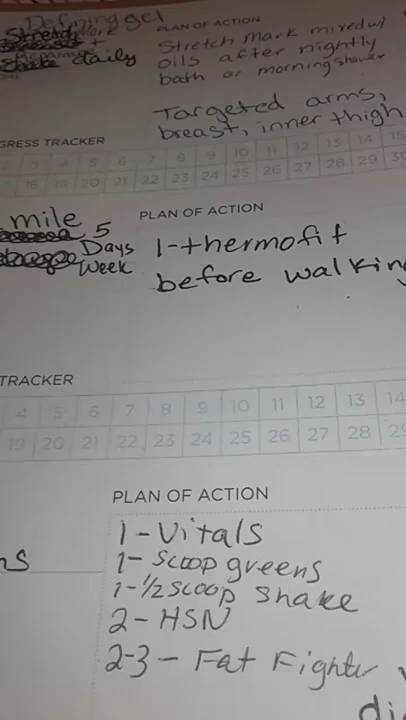 Defining gel
PLAN OF ACTION
Stretch Mark mixed w/
daily
oils after nightly
bath or morning shower
Targeted arms,
breast, inner thigh
GRESS TRACKER
3 4 5 6 7 8 9 10 11 12 13 14 15
18 19 20 21 22 23 24 25 26 27 28 29 30
mile 5
Days
Week
PLAN OF ACTION
1-thermofit
before walkin
TRACKER
4 5 6 7 8 9 10 11 12 13 14
19 20 21 22 23 24 25 26 27 28 29
PLAN OF ACTION
1-Vitals
1- Scoop greens
1-1/2 scoop shake
2-HSN
2-3- Fat Fighte